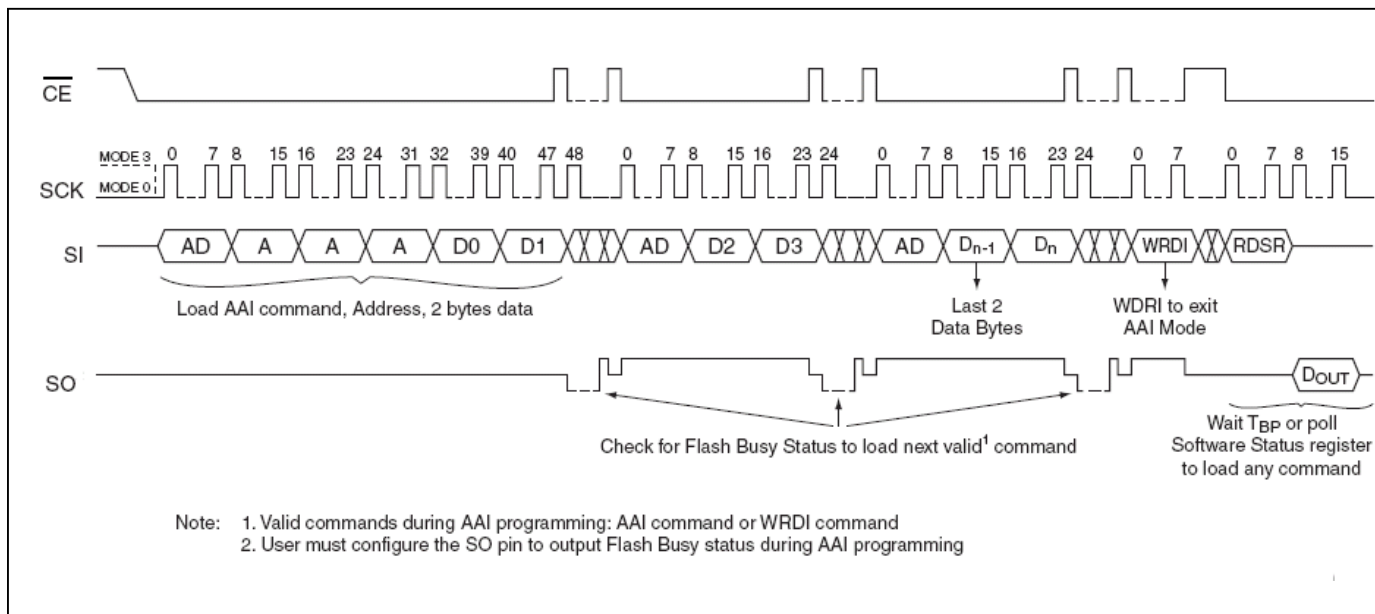 CE
MODE 3
MODE 0
SCK
0 7 8 15 16 23 24 31 32 39 40 47 48 0 7 8 15 16 23 24 0 7 8 15 16 23 24 0 7 0 7 8 15
SI
AD A A A D0 D1 AD D2 D3 AD Dn-1 Dn WRDI RDSR
Load AAI command, Address, 2 bytes data
Last 2
Data Bytes
WDRI to exit
AAI Mode
SO
DOUT
Check for Flash Busy Status to load next valid1 command
Wait TBP or poll
Software Status register
to load any command
Note: 1. Valid commands during AAI programming: AAI command or WRDI command
2. User must configure the SO pin to output Flash Busy status during AAI programming